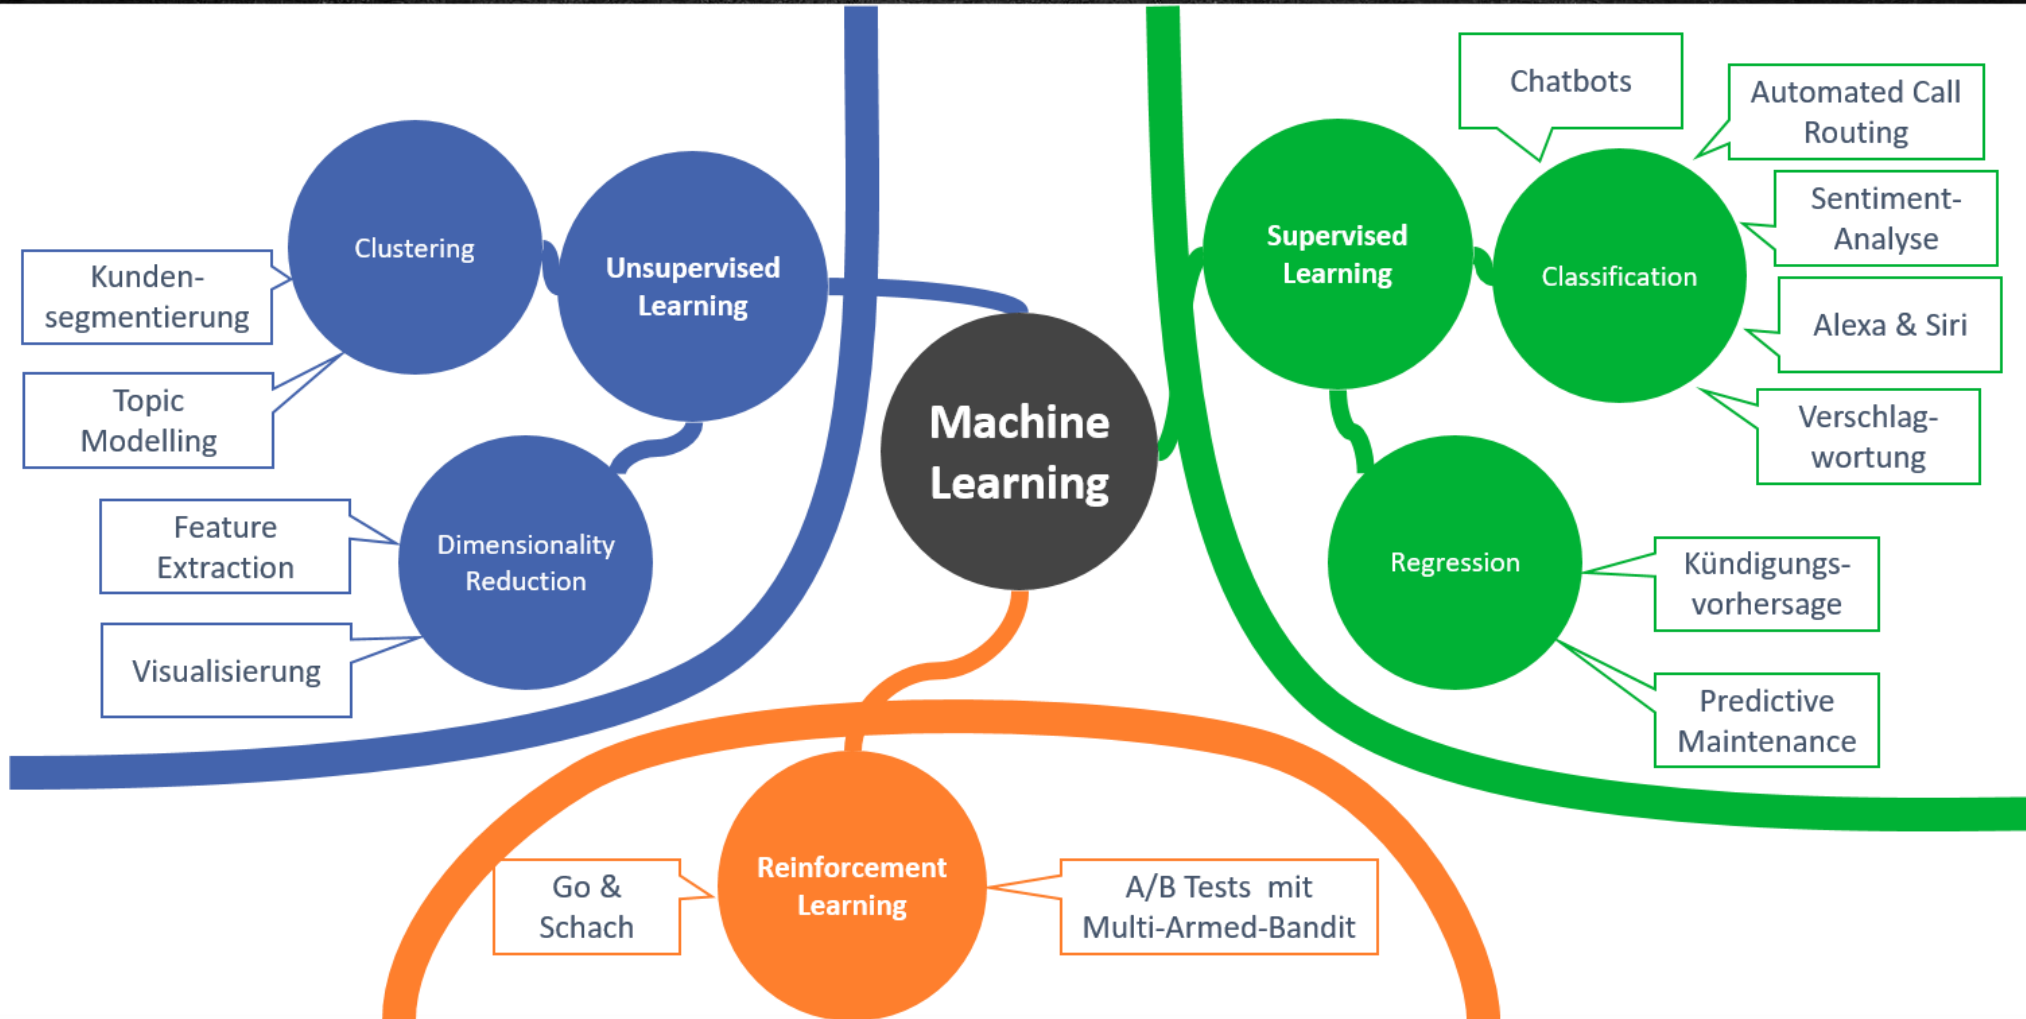 Clustering
Unsupervised
Learning
Kunden-
segmentierung
Topic
Modelling
Feature
Extraction
Dimensionality
Reduction
Visualisierung
Machine
Learning
Chatbots
Automated Call
Routing
Supervised
Learning
Classification
Sentiment-
Analyse
Alexa & Siri
Verschlag-
wortung
Regression
Kündigungs-
vorhersage
Predictive
Maintenance
Reinforcement
Learning
Go &
Schach
A/B Tests mit
Multi-Armed-Bandit